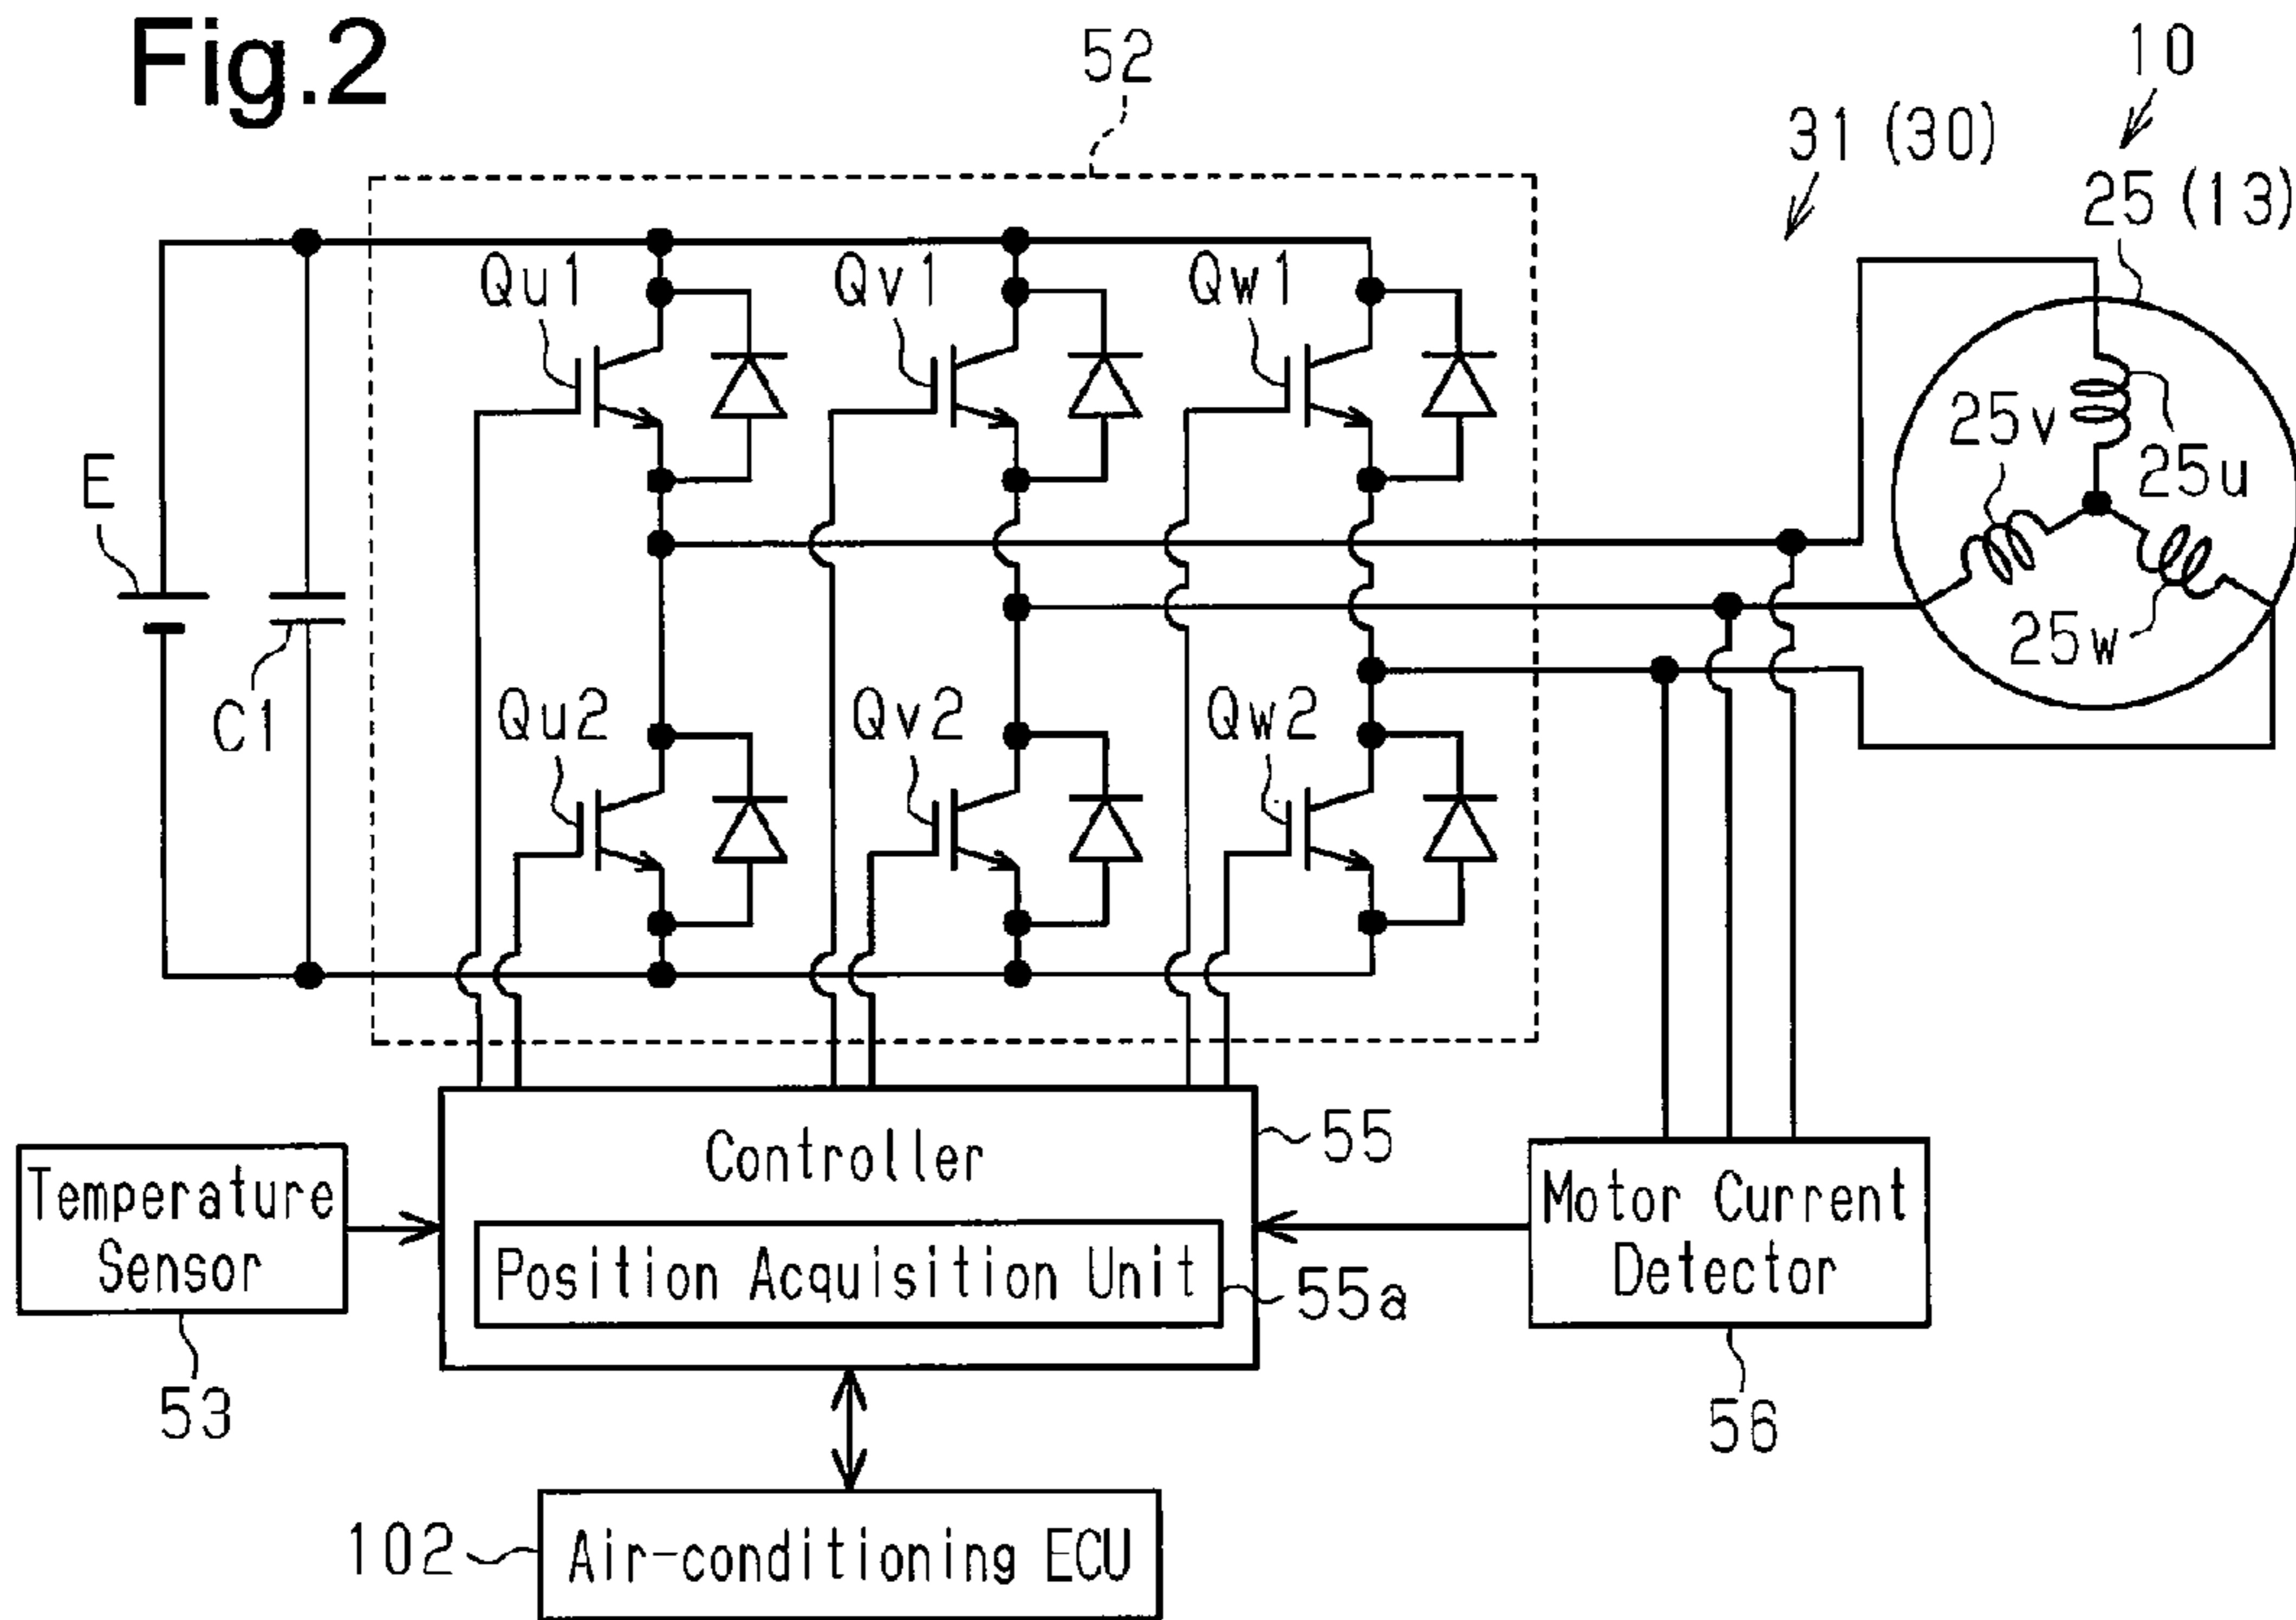 Fig.2
52
10
31 (30)
25 (13)
Qu1
Qv1
Qw1
25v
25u
E
25w
C1
Qu2
Qv2
Qw2
Controller
55
Temperature
Sensor
Motor Current
Detector
Position Acquisition Unit
55a
53
56
102
Air-conditioning ECU